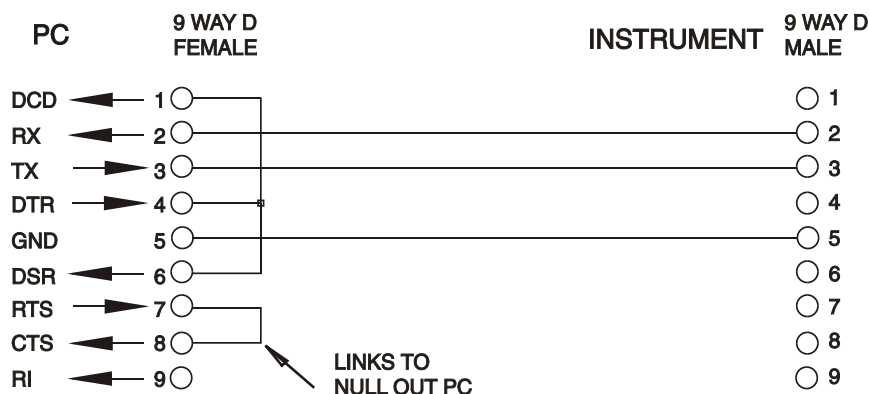 PC
9 WAY D
FEMALE
INSTRUMENT
9 WAY D
MALE
DCD 1 1
RX 2 2
TX 3 3
DTR 4 4
GND 5 5
DSR 6 6
RTS 7 7
CTS 8 8
RI 9 9
LINKS TO
NULL OUT PC